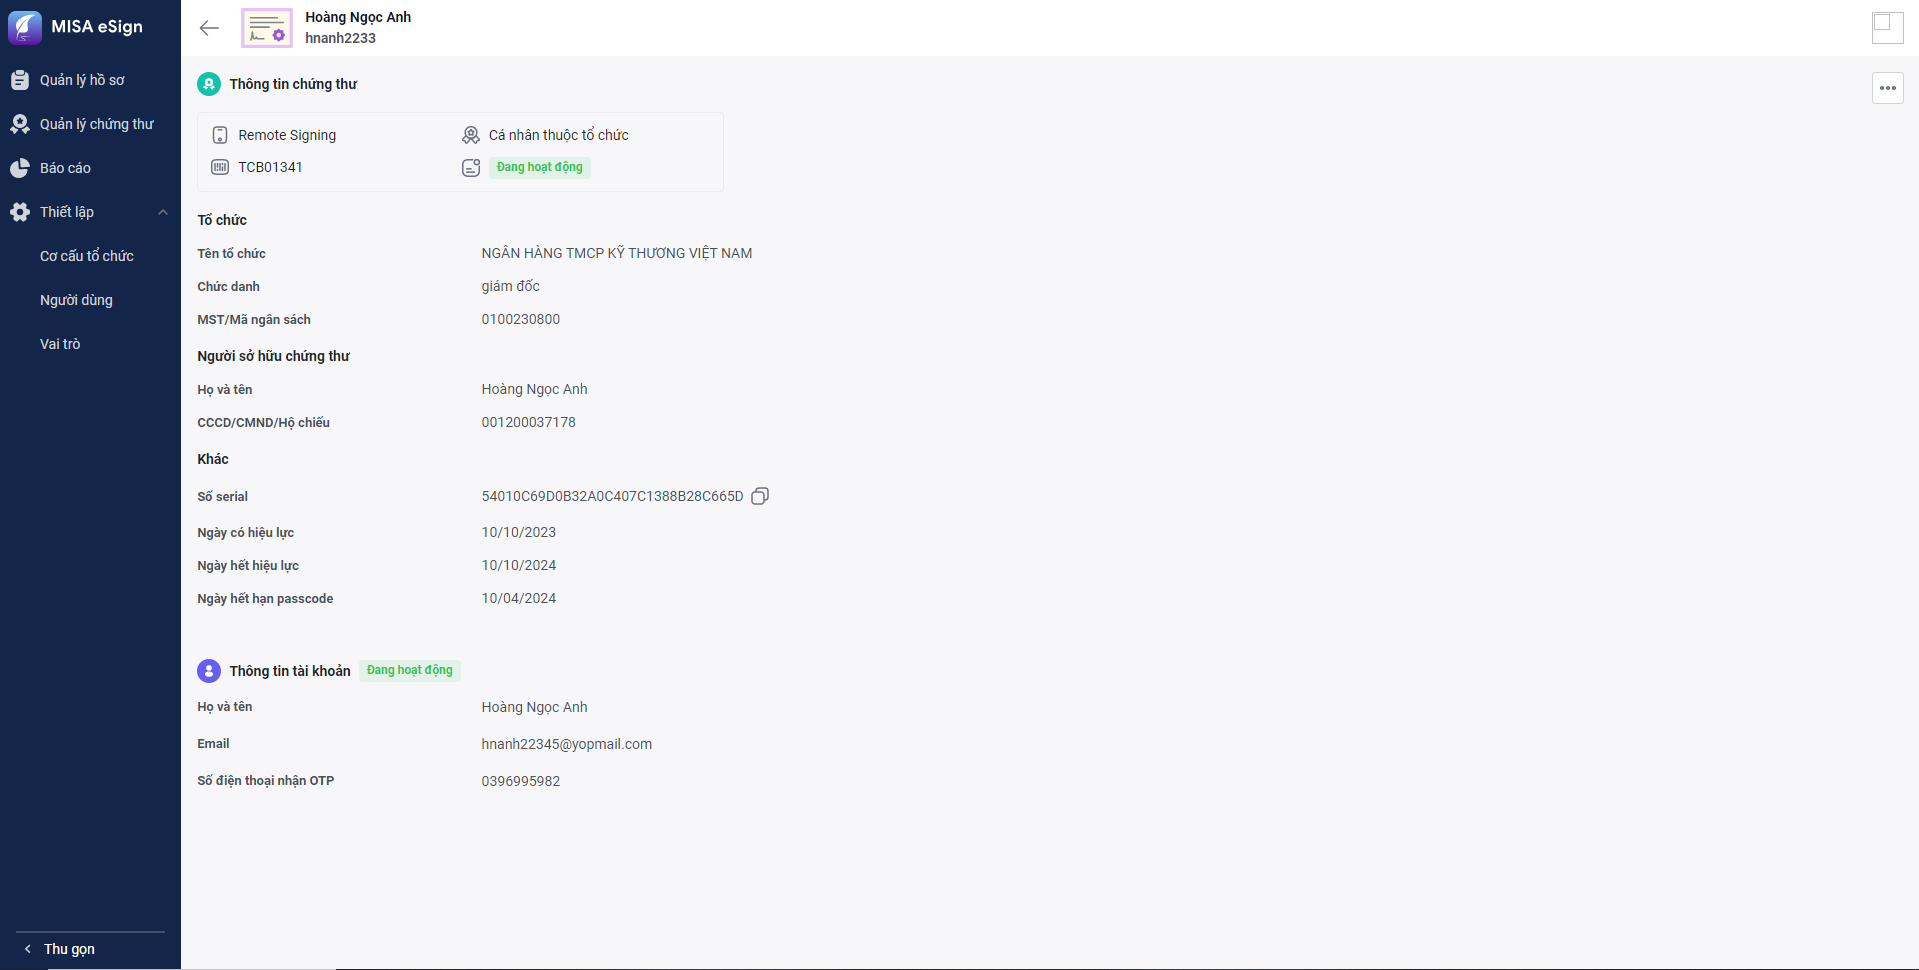 MISA eSign
Quản lý hồ sơ
Quản lý chứng thư
Báo cáo
Thiết lập
Cơ cấu tổ chức
Người dùng
Vai trò
Thu gọn
Hoàng Ngọc Anh
hnanh2233
Thông tin chứng thư
Remote Signing
Cá nhân thuộc tổ chức
TCB01341
Đang hoạt động
Tổ chức
Tên tổ chức NGÂN HÀNG TMCP KỸ THƯƠNG VIỆT NAM
Chức danh giám đốc
MST/Mã ngân sách 0100230800
Người sở hữu chứng thư
Họ và tên Hoàng Ngọc Anh
CCCD/CMND/Hộ chiếu 001200037178
Khác
Số serial 54010C69D0B32A0C407C1388B28C665D
Ngày có hiệu lực 10/10/2023
Ngày hết hiệu lực 10/10/2024
Ngày hết hạn passcode 10/04/2024
Thông tin tài khoản Đang hoạt động
Họ và tên Hoàng Ngọc Anh
Email hnanh22345@yopmail.com
Số điện thoại nhận OTP 0396995982